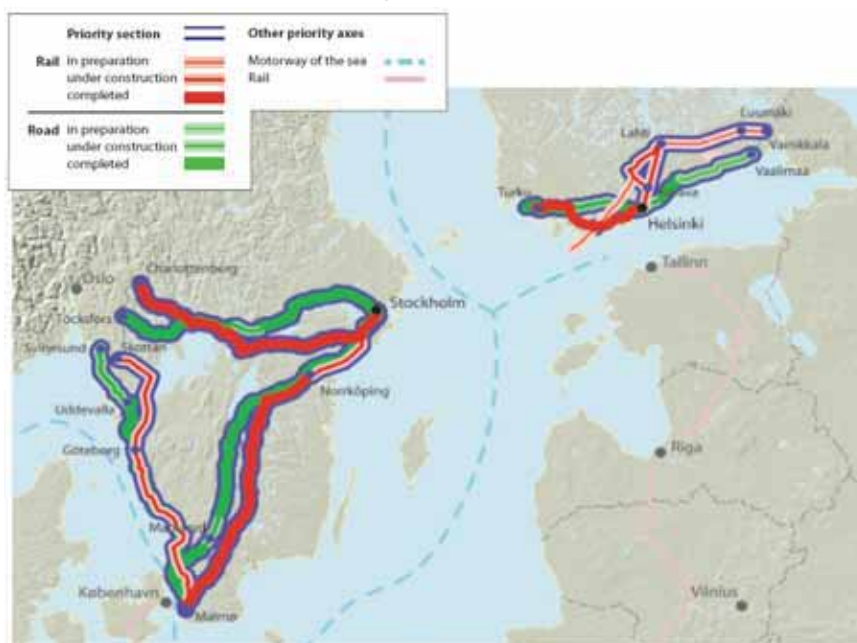 Priority section
Other priority axes
Rail in preparation
Motorway of the sea
under construction
Rail
completed
Road in preparation
under construction
completed
Luumäki
Lahti
Vainikkala
Vaalimaa
Turku
Helsinki
Tallinn
Oslo
Charlottenberg
Stockholm
Töcksfors
Svinesund
Skottan
Norrköping
Uddevalla
Göteborg
Riga
København
Malmø
Vilnius